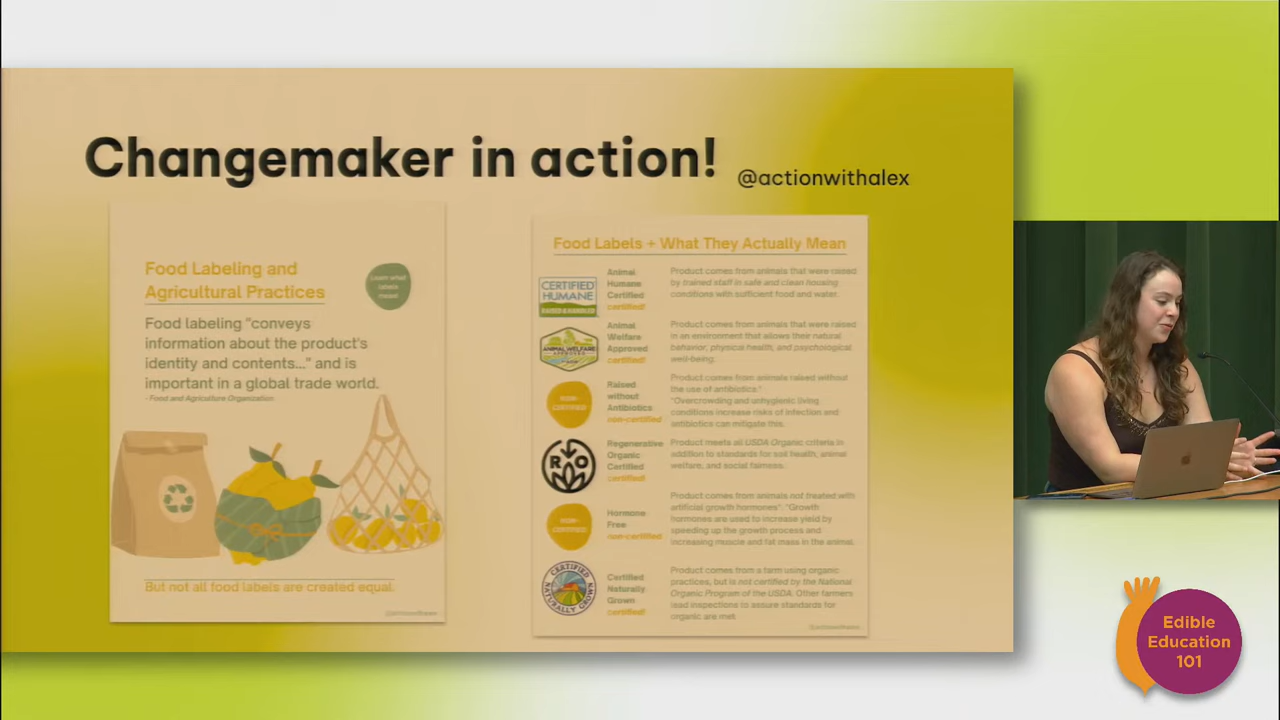 Changemaker in action!
@actionwithalex
Food Labeling and
Agricultural Practices
Learn what
labels
mean!
Food labeling "conveys
information about the product's
identity and contents..." and is
important in a global trade world.
- Food and Agriculture Organization
But not all food labels are created equal.
Food Labels + What They Actually Mean
CERTIFIED
HUMANE
RAISED & HANDLED
Animal
Humane
Certified
certified!
Product comes from animals that were raised
by trained staff in safe and clean housing
conditions with sufficient food and water.
ANIMAL WELFARE
APPROVED
Animal
Welfare
Approved
certified!
Product comes from animals that were raised
in an environment that allows their natural
behavior, physical health, and psychological
well-being.
NON-
CERTIFIED
Raised
without
Antibiotics
non-certified
Product comes from animals raised without
the use of antibiotics.*
*Overcrowding and unhygienic living
conditions increase risks of infection and
antibiotics can mitigate this.
R O
Regenerative
Organic
Certified
certified!
Product meets all USDA Organic criteria in
addition to standards for soil health, animal
welfare, and social fairness.
NON-
CERTIFIED
Hormone
Free
non-certified
Product comes from animals not treated with
artificial growth hormones*. *Growth
hormones are used to increase yield by
speeding up the growth process and
increasing muscle and fat mass in the animal.
CERTIFIED
NATURALLY GROWN
Certified
Naturally
Grown
certified!
Product comes from a farm using organic
practices, but is not certified by the National
Organic Program of the USDA. Other farmers
lead inspections to assure standards for
organic are met.
Edible
Education
101